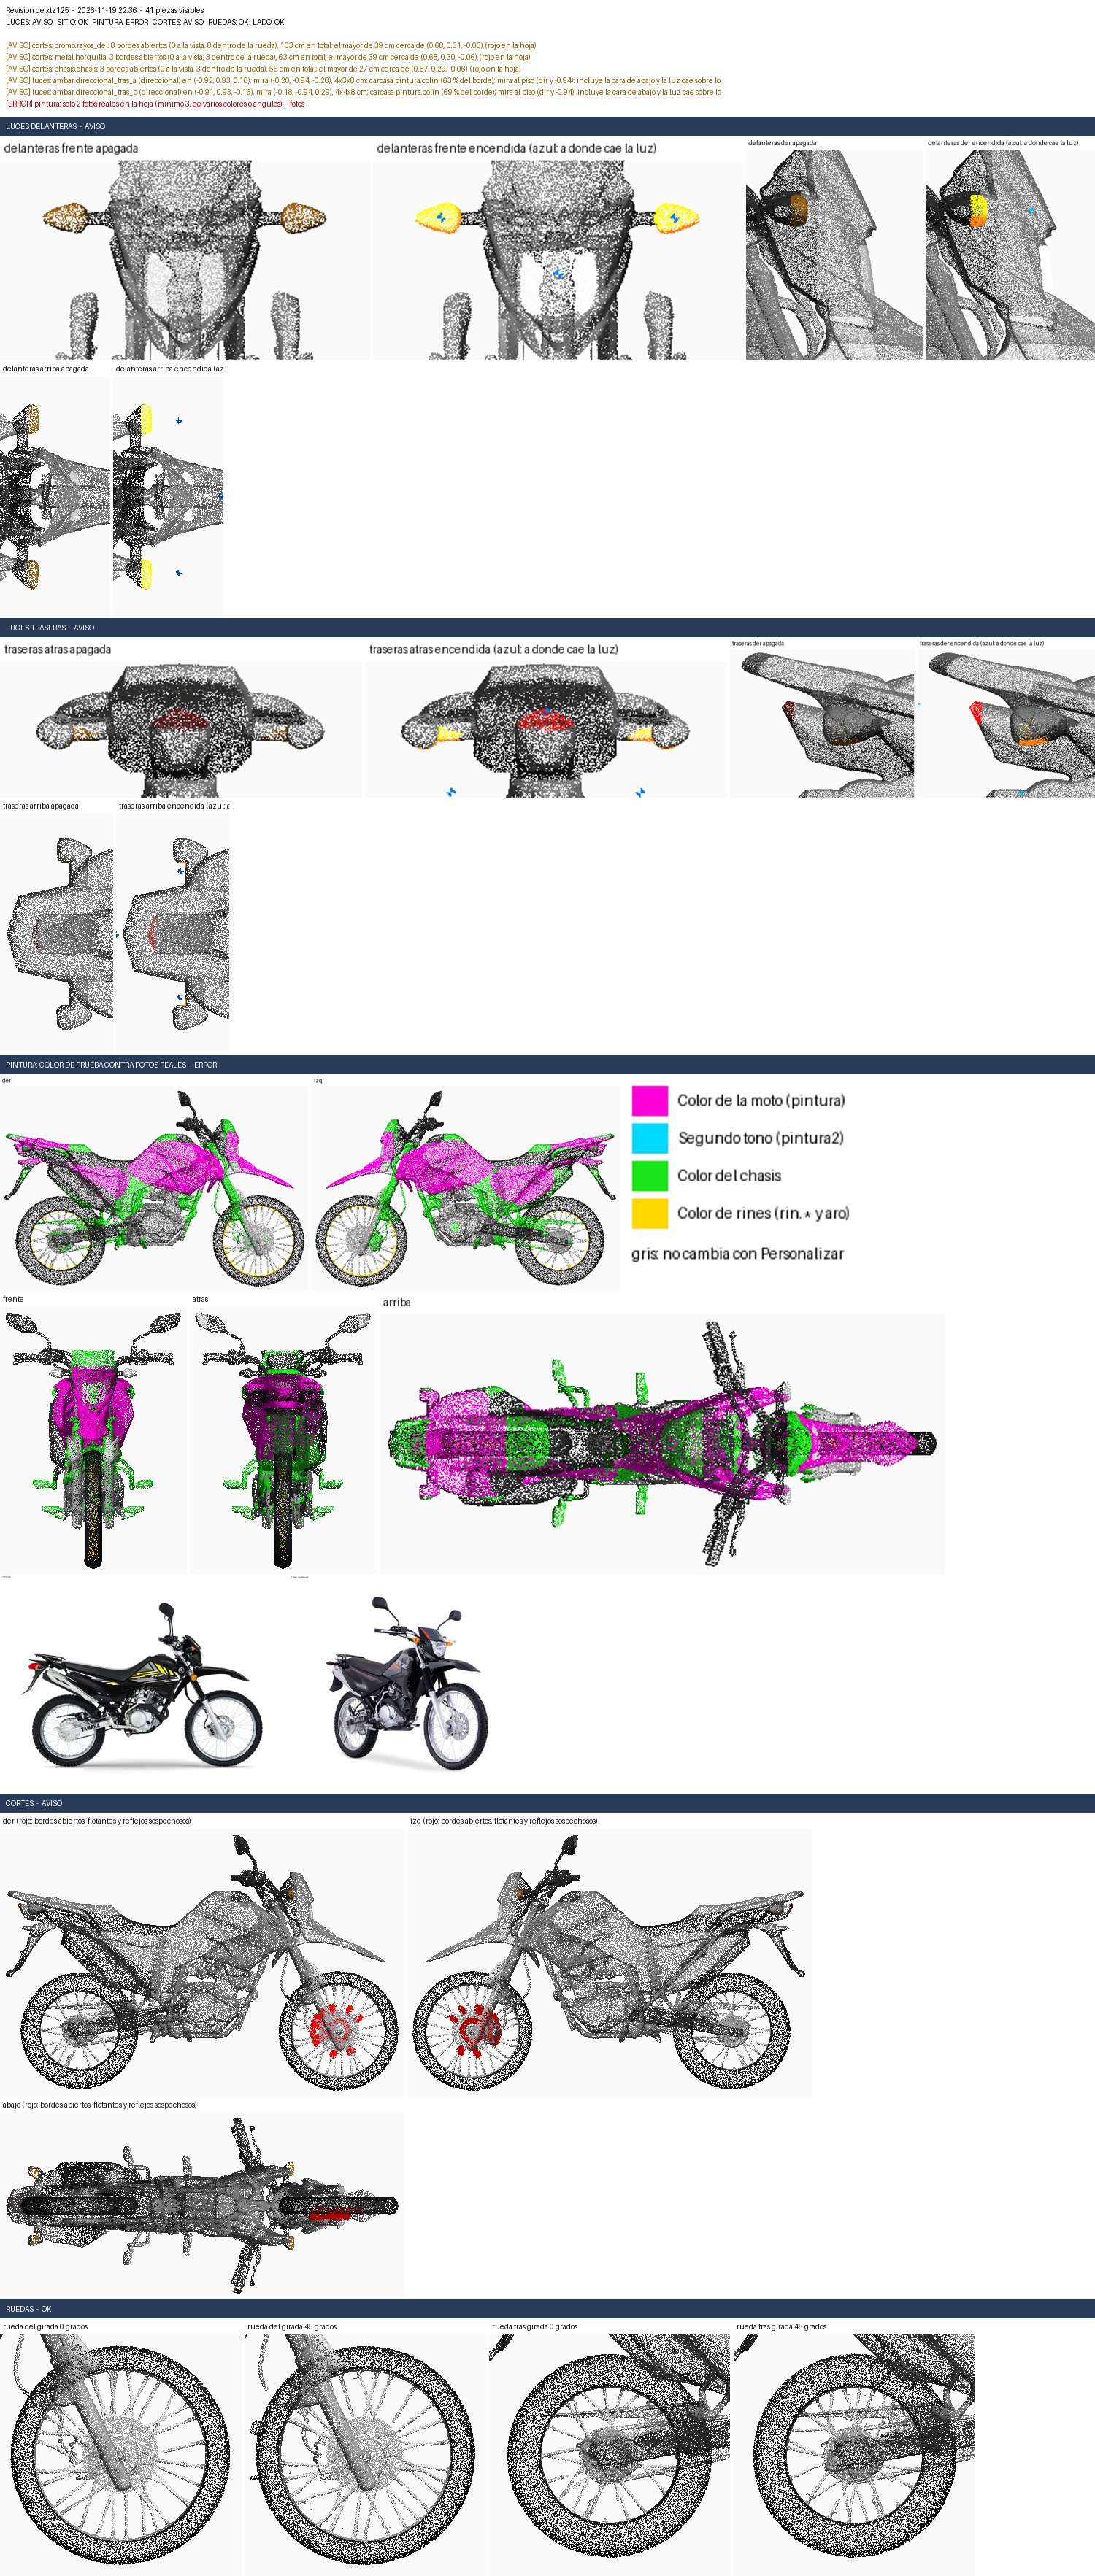 Revision de xtz125 - 2026-11-19 22:36 - 41 piezas visibles
LUCES: AVISO SITIO: OK PINTURA: ERROR CORTES: AVISO RUEDAS: OK LADO: OK
[AVISO] cortes: cromo.rayos_del: 8 bordes abiertos (0 a la vista, 8 dentro de la rueda), 103 cm en total; el mayor de 39 cm cerca de (0.68, 0.31, -0.03) (rojo en la hoja)
[AVISO] cortes: metal.horquilla: 3 bordes abiertos (0 a la vista, 3 dentro de la rueda), 63 cm en total; el mayor de 39 cm cerca de (0.68, 0.30, -0.06) (rojo en la hoja)
[AVISO] cortes: chasis.chasis: 3 bordes abiertos (0 a la vista, 3 dentro de la rueda), 55 cm en total; el mayor de 27 cm cerca de (0.57, 0.29, -0.06) (rojo en la hoja)
[AVISO] luces: ambar.direccional_tras_a (direccional) en (-0.92, 0.93, 0.16), mira (-0.20, -0.94, -0.28), 4x3x8 cm; carcasa pintura.colin (63 % del borde); mira al piso (dir y -0.94): incluye la cara de abajo y la luz cae sobre lo
[AVISO] luces: ambar.direccional_tras_b (direccional) en (-0.91, 0.93, -0.16), mira (-0.18, -0.94, 0.29), 4x4x8 cm; carcasa pintura.colin (69 % del borde); mira al piso (dir y -0.94): incluye la cara de abajo y la luz cae sobre lo
[ERROR] pintura: solo 2 fotos reales en la hoja (minimo 3, de varios colores o angulos): --fotos
LUCES DELANTERAS - AVISO
delanteras frente apagada
delanteras frente encendida (azul: a donde cae la luz)
delanteras der apagada
delanteras der encendida (azul: a donde cae la luz)
delanteras arriba apagada
delanteras arriba encendida (az
LUCES TRASERAS - AVISO
traseras atras apagada
traseras atras encendida (azul: a donde cae la luz)
traseras der apagada
traseras der encendida (azul: a donde cae la luz)
traseras arriba apagada
traseras arriba encendida (azul: a
PINTURA: COLOR DE PRUEBA CONTRA FOTOS REALES - ERROR
der
izq
Color de la moto (pintura)
Segundo tono (pintura2)
Color del chasis
Color de rines (rin.* y aro)
gris: no cambia con Personalizar
frente
atras
arriba
YAMAHA
CORTES - AVISO
der (rojo: bordes abiertos, flotantes y reflejos sospechosos)
izq (rojo: bordes abiertos, flotantes y reflejos sospechosos)
abajo (rojo: bordes abiertos, flotantes y reflejos sospechosos)
RUEDAS - OK
rueda del girada 0 grados
rueda del girada 45 grados
rueda tras girada 0 grados
rueda tras girada 45 grados